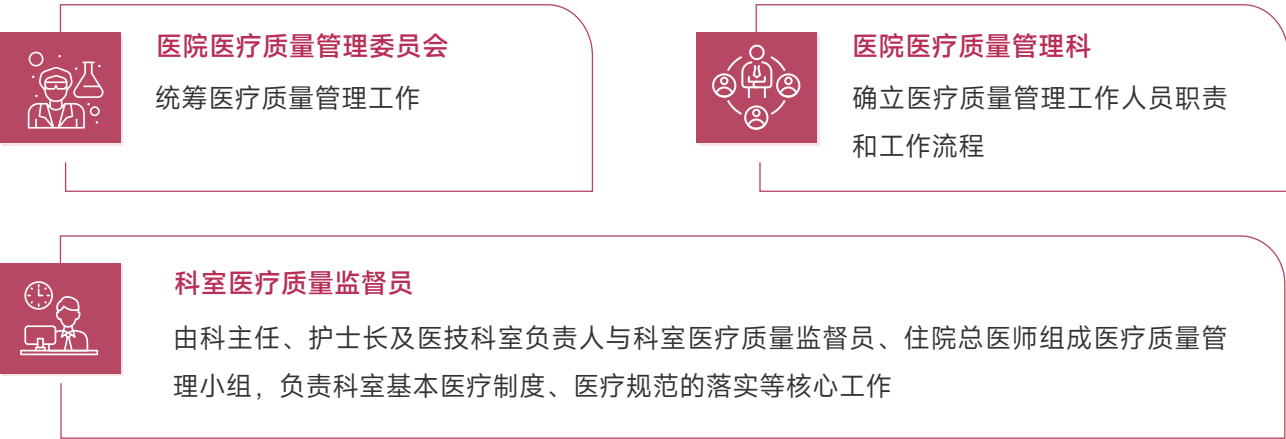 医院医疗质量管理委员会
统筹医疗质量管理工作
医院医疗质量管理科
确立医疗质量管理工作人员职责
和工作流程
科室医疗质量监督员
由科主任、护士长及医技科室负责人与科室医疗质量监督员、住院总医师组成医疗质量管
理小组，负责科室基本医疗制度、医疗规范的落实等核心工作